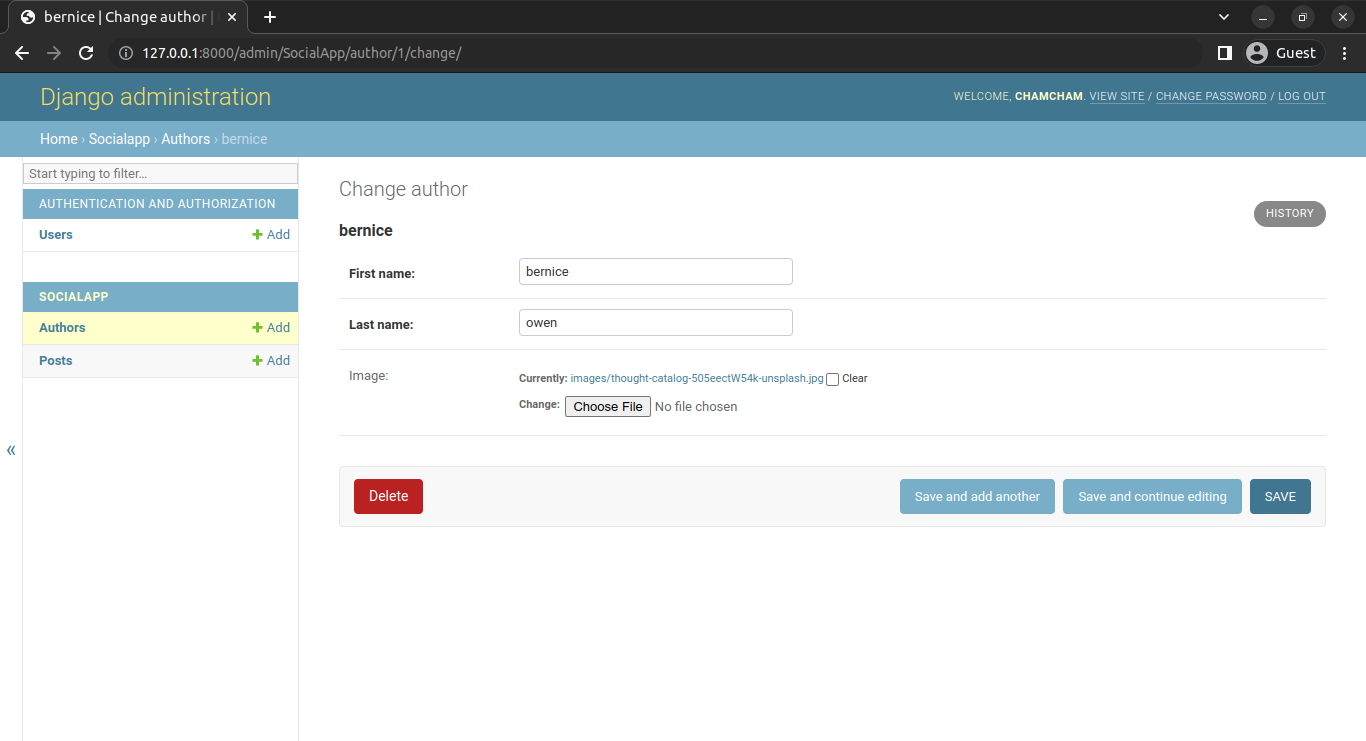 bernice | Change author |
127.0.0.1:8000/admin/SocialApp/author/1/change/
Guest
Django administration
WELCOME, CHAMCHAM. VIEW SITE / CHANGE PASSWORD / LOG OUT
Home › Socialapp › Authors › bernice
Start typing to filter...
AUTHENTICATION AND AUTHORIZATION
Users
Add
SOCIALAPP
Authors
Add
Posts
Add
«
Change author
HISTORY
bernice
First name:
bernice
Last name:
owen
Image:
Currently: images/thought-catalog-505eectW54k-unsplash.jpg Clear
Change: Choose File No file chosen
Delete
Save and add another
Save and continue editing
SAVE